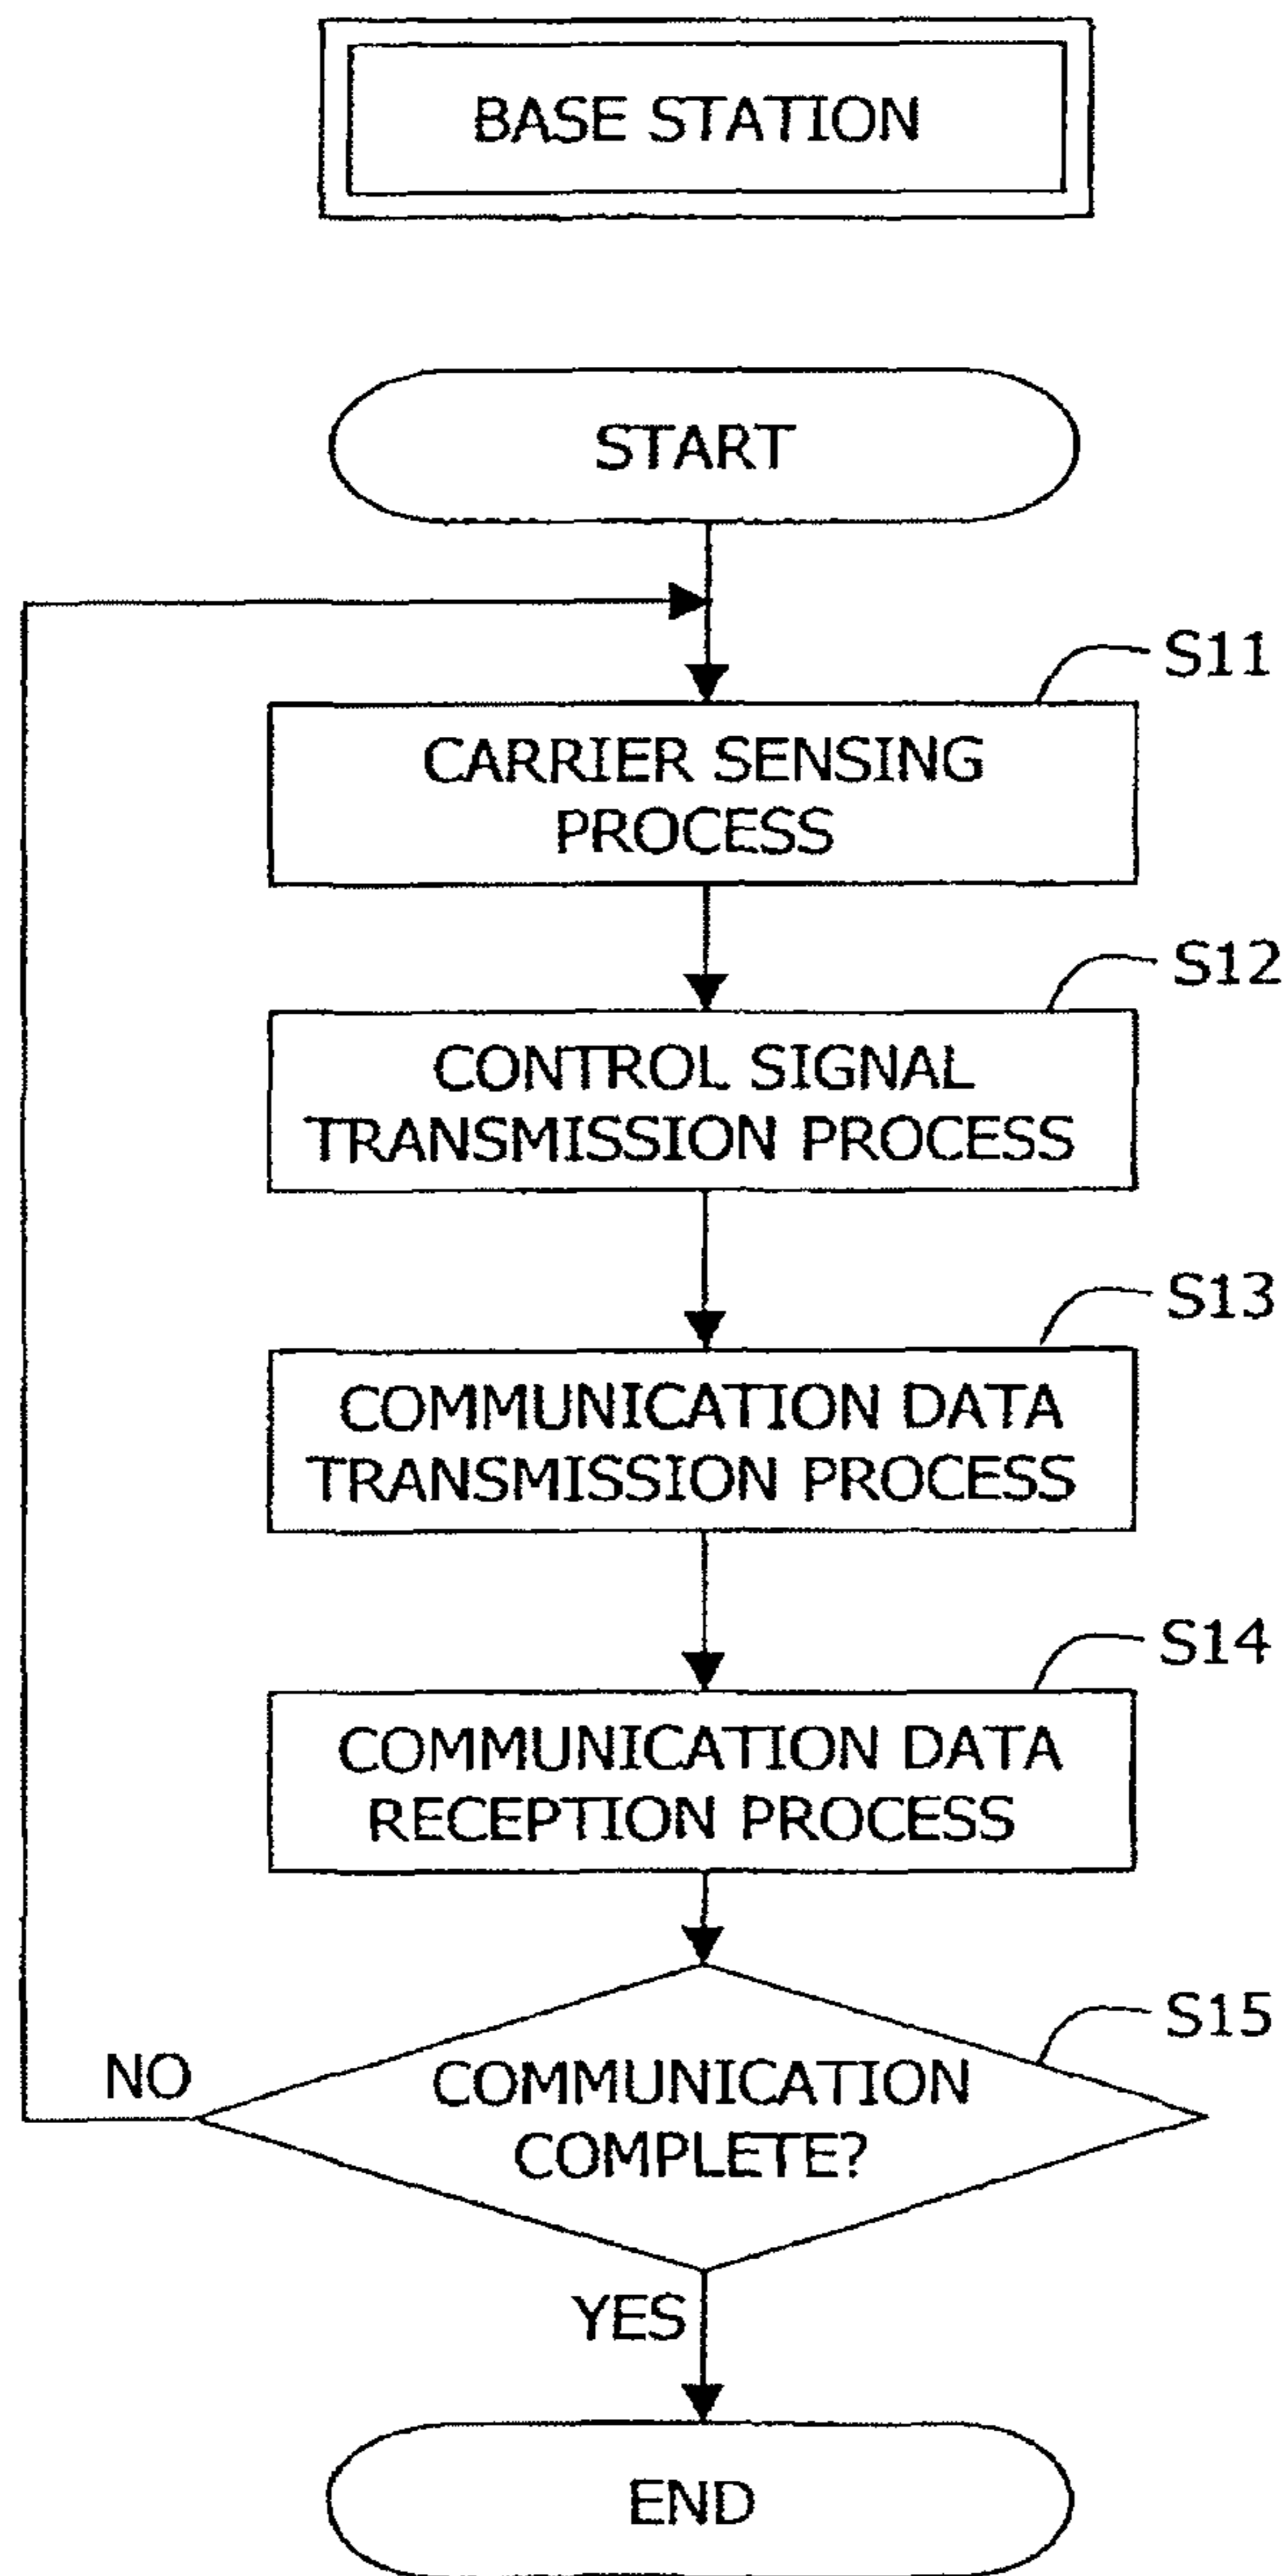 BASE STATION
START
S11
CARRIER SENSING
PROCESS
S12
CONTROL SIGNAL
TRANSMISSION PROCESS
S13
COMMUNICATION DATA
TRANSMISSION PROCESS
S14
COMMUNICATION DATA
RECEPTION PROCESS
S15
NO
COMMUNICATION
COMPLETE?
YES
END